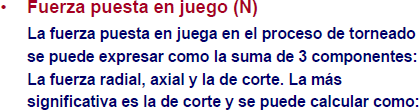 • Fuerza puesta en juego (N)
La fuerza puesta en juega en el proceso de torneado
se puede expresar como la suma de 3 componentes:
La fuerza radial, axial y la de corte. La más
significativa es la de corte y se puede calcular como: